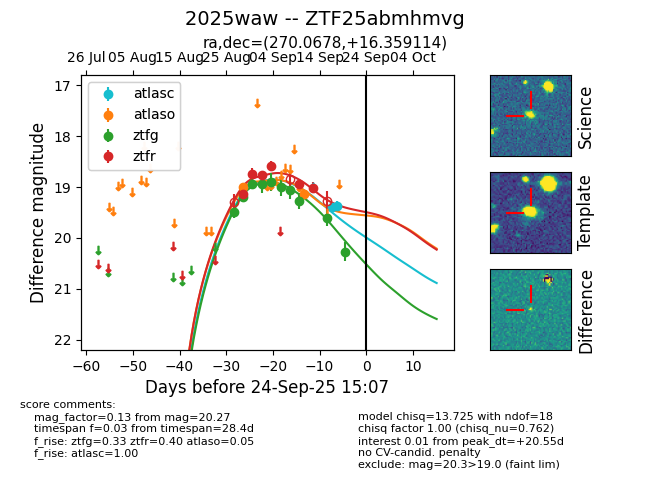 2025waw -- ZTF25abmhmvg
ra,dec=(270.0678,+16.359114)
26 Jul 05 Aug 15 Aug 25 Aug 04 Sep 14 Sep 24 Sep 04 Oct
17
18
19
20
21
22
Difference magnitude
atlasc
atlaso
ztfg
ztfr
−60 −50 −40 −30 −20 −10 0 10
Days before 24-Sep-25 15:07
Science
Template
Difference
score comments:
mag_factor=0.13 from mag=20.27
timespan f=0.03 from timespan=28.4d
f_rise: ztfg=0.33 ztfr=0.40 atlaso=0.05
f_rise: atlasc=1.00
model chisq=13.725 with ndof=18
chisq factor 1.00 (chisq_nu=0.762)
interest 0.01 from peak_dt=+20.55d
no CV-candid. penalty
exclude: mag=20.3>19.0 (faint lim)